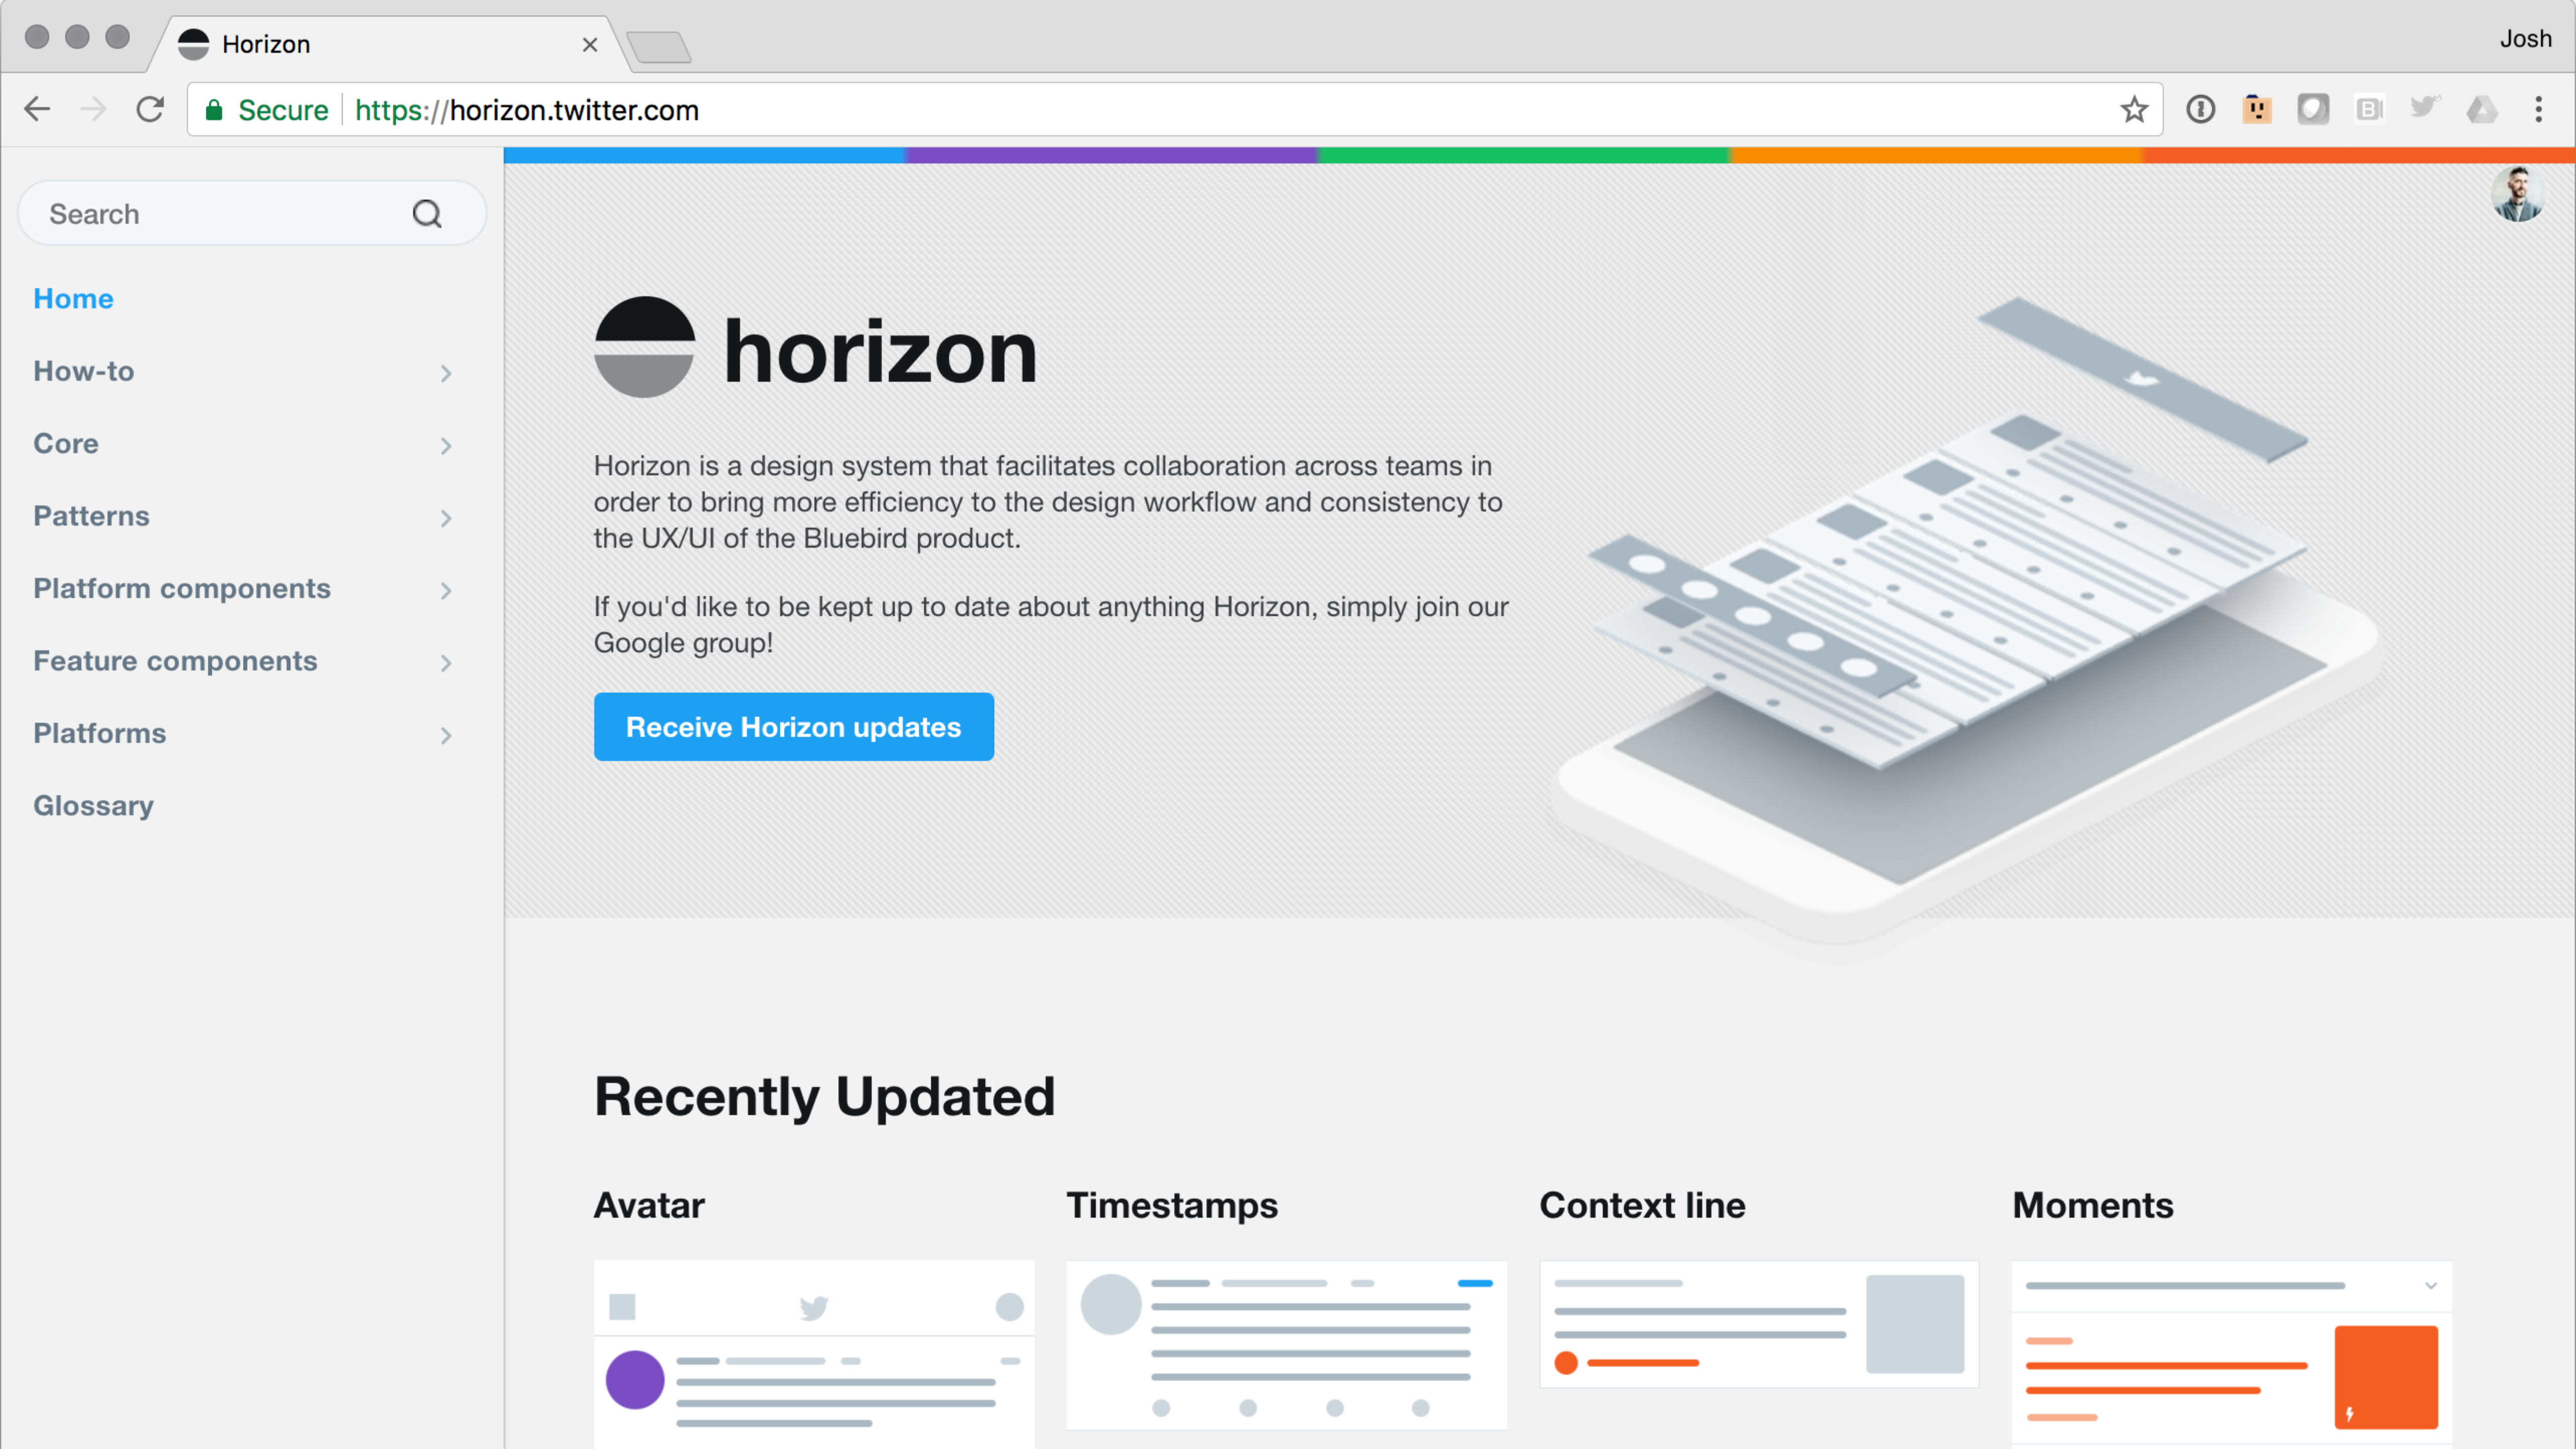 Horizon
Josh
Secure
https://horizon.twitter.com
Search
Home
How-to
Core
Patterns
Platform components
Feature components
Platforms
Glossary
horizon
Horizon is a design system that facilitates collaboration across teams in
order to bring more efficiency to the design workflow and consistency to
the UX/UI of the Bluebird product.
If you'd like to be kept up to date about anything Horizon, simply join our
Google group!
Receive Horizon updates
Recently Updated
Avatar
Timestamps
Context line
Moments